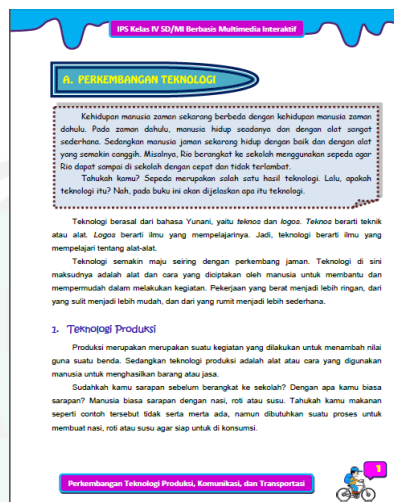 IPS Kelas IV SD/MI Berbasis Multimedia Interaktif
A. PERKEMBANGAN TEKNOLOGI
Kehidupan manusia zaman sekarang berbeda dengan kehidupan manusia zaman
dahulu. Pada zaman dahulu, manusia hidup seadanya dan dengan alat sangat
sederhana. Sedangkan manusia jaman sekarang hidup dengan baik dan dengan alat
yang semakin canggih. Misalnya, Rio berangkat ke sekolah menggunakan sepeda agar
Rio dapat sampai di sekolah dengan cepat dan tidak terlambat.
Tahukah kamu? Sepeda merupakan salah satu hasil teknologi. Lalu, apakah
teknologi itu? Nah, pada buku ini akan dijelaskan apa itu teknologi.
Teknologi berasal dari bahasa Yunani, yaitu teknos dan logos. Teknos berarti teknik
atau alat. Logos berarti ilmu yang mempelajarinya. Jadi, teknologi berarti ilmu yang
mempelajari tentang alat-alat.
Teknologi semakin maju seiring dengan perkembang jaman. Teknologi di sini
maksudnya adalah alat dan cara yang diciptakan oleh manusia untuk membantu dan
mempermudah dalam melakukan kegiatan. Pekerjaan yang berat menjadi lebih ringan, dari
yang sulit menjadi lebih mudah, dan dari yang rumit menjadi lebih sederhana.
1. Teknologi Produksi
Produksi merupakan merupakan suatu kegiatan yang dilakukan untuk menambah nilai
guna suatu benda. Sedangkan teknologi produksi adalah alat atau cara yang digunakan
manusia untuk menghasilkan barang atau jasa.
Sudahkah kamu sarapan sebelum berangkat ke sekolah? Dengan apa kamu biasa
sarapan? Manusia biasa sarapan dengan nasi, roti atau susu. Tahukah kamu makanan
seperti contoh tersebut tidak serta merta ada, namun dibutuhkan suatu proses untuk
membuat nasi, roti atau susu agar siap untuk di konsumsi.
Perkembangan Teknologi Produksi, Komunikasi, dan Transportasi
1